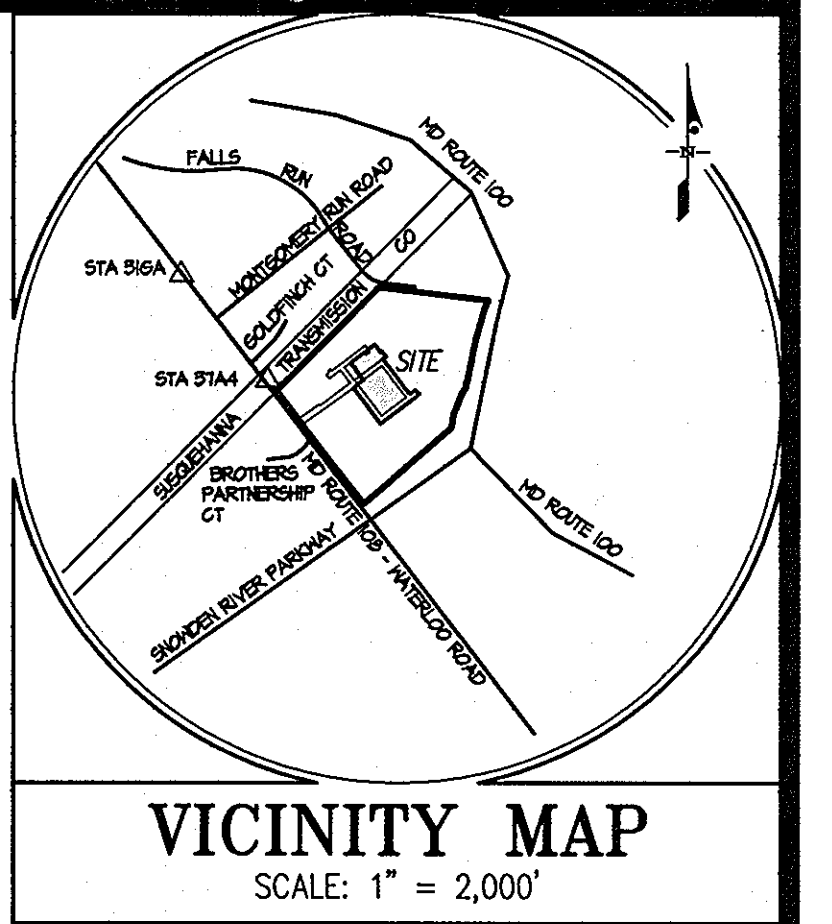 MD ROUTE 100
FALLS RUN ROAD
MONTGOMERY RUN ROAD
STA 31GA
GOLDFINCH CT
SUSQUEHANNA TRANSMISSION CO
STA 37A4
SITE
BROTHERS
PARTNERSHIP
CT
MD ROUTE 108 - WATERLOO ROAD
MD ROUTE 100
SNOWDEN RIVER PARKWAY
N
VICINITY MAP
SCALE: 1" = 2,000'